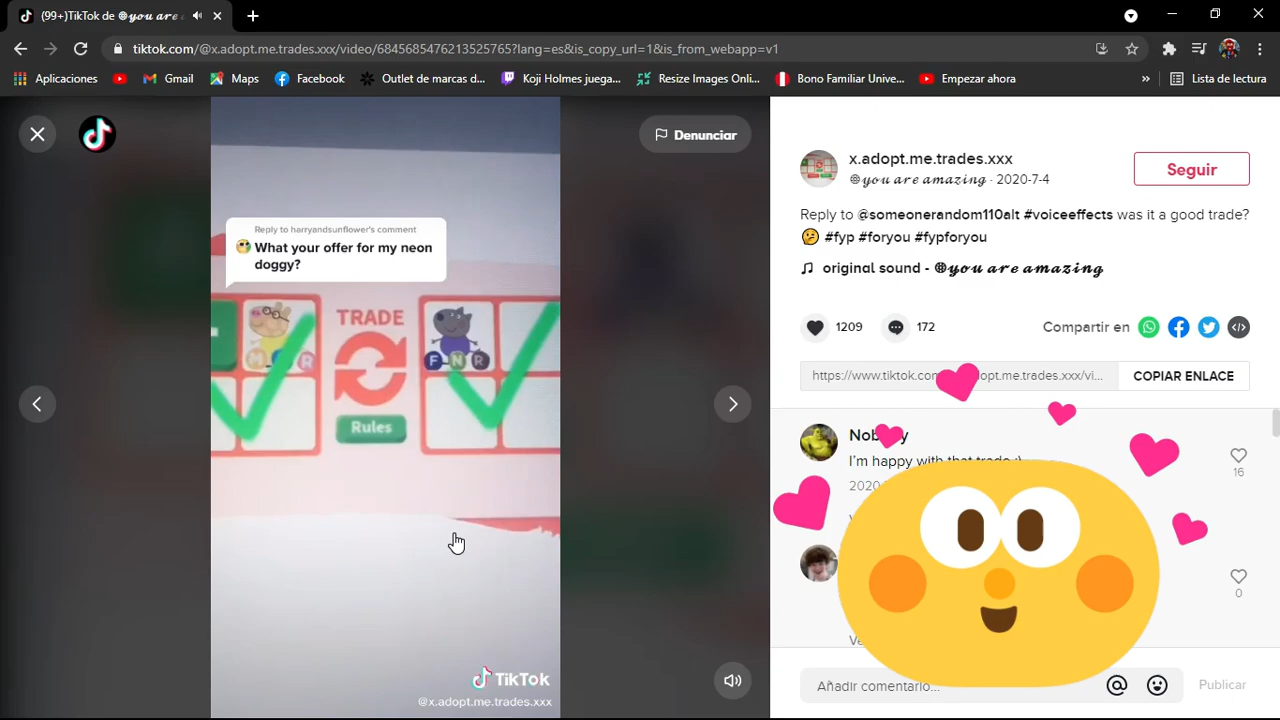 (99+)TikTok de 🏵𝔂𝓸𝓾 𝓪𝓻𝓮
tiktok.com/@x.adopt.me.trades.xxx/video/6845685476213525765?lang=es&is_copy_url=1&is_from_webapp=v1
Aplicaciones Gmail Maps Facebook Outlet de marcas d... Koji Holmes juega... Resize Images Onli... Bono Familiar Unive... Empezar ahora » Lista de lectura
Denunciar
Reply to harryandsunflower's comment
What your offer for my neon
doggy?
TRADE
M F R
F N R
Rules
TikTok
@x.adopt.me.trades.xxx
x.adopt.me.trades.xxx
🏵𝔂𝓸𝓾 𝓪𝓻𝓮 𝓪𝓶𝓪𝔃𝓲𝓷𝓰 · 2020-7-4
Seguir
Reply to @someonerandom110alt #voiceeffects was it a good trade?
🤔 #fyp #foryou #fypforyou
♫ original sound - 🏵𝔂𝓸𝓾 𝓪𝓻𝓮 𝓪𝓶𝓪𝔃𝓲𝓷𝓰
1209 172 Compartir en
COPIAR ENLACE
I'm happy with that trade :)
16
0
Añadir comentario... Publicar